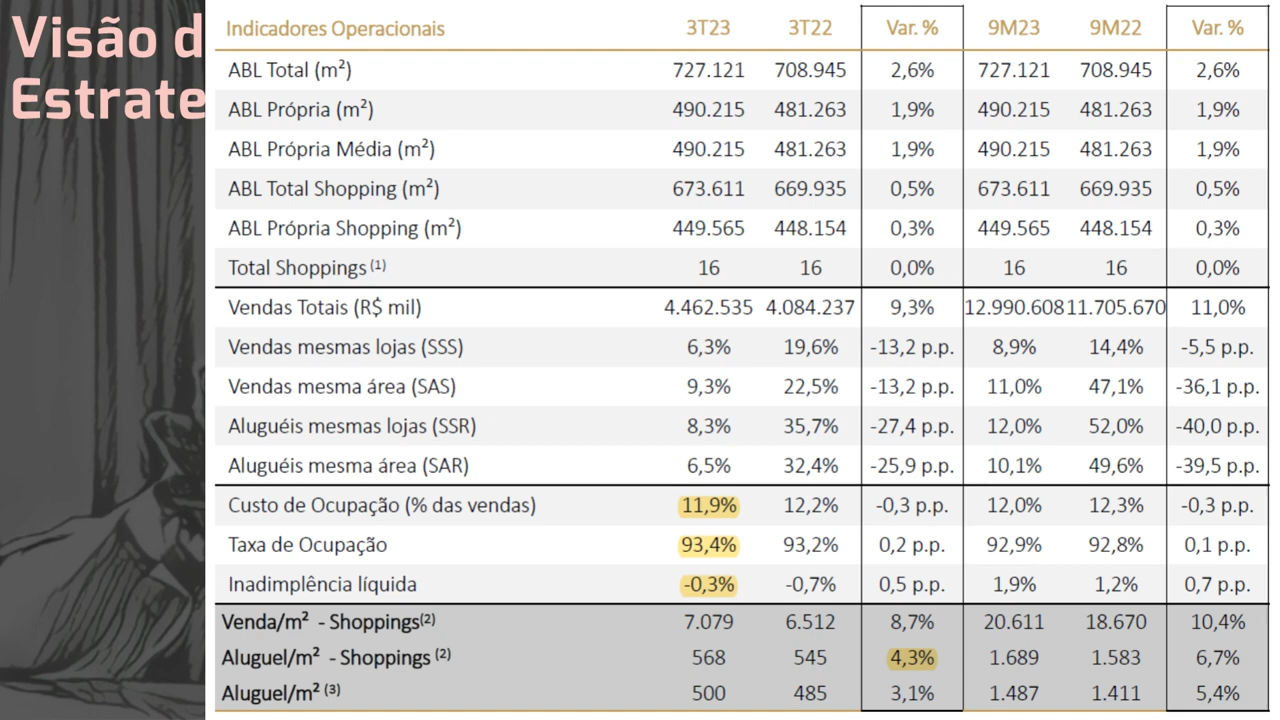 Visão d
Estrate
Indicadores Operacionais 3T23 3T22 Var. % 9M23 9M22 Var. %
ABL Total (m²) 727.121 708.945 2,6% 727.121 708.945 2,6%
ABL Própria (m²) 490.215 481.263 1,9% 490.215 481.263 1,9%
ABL Própria Média (m²) 490.215 481.263 1,9% 490.215 481.263 1,9%
ABL Total Shopping (m²) 673.611 669.935 0,5% 673.611 669.935 0,5%
ABL Própria Shopping (m²) 449.565 448.154 0,3% 449.565 448.154 0,3%
Total Shoppings (1) 16 16 0,0% 16 16 0,0%
Vendas Totais (R$ mil) 4.462.535 4.084.237 9,3% 12.990.608 11.705.670 11,0%
Vendas mesmas lojas (SSS) 6,3% 19,6% -13,2 p.p. 8,9% 14,4% -5,5 p.p.
Vendas mesma área (SAS) 9,3% 22,5% -13,2 p.p. 11,0% 47,1% -36,1 p.p.
Aluguéis mesmas lojas (SSR) 8,3% 35,7% -27,4 p.p. 12,0% 52,0% -40,0 p.p.
Aluguéis mesma área (SAR) 6,5% 32,4% -25,9 p.p. 10,1% 49,6% -39,5 p.p.
Custo de Ocupação (% das vendas) 11,9% 12,2% -0,3 p.p. 12,0% 12,3% -0,3 p.p.
Taxa de Ocupação 93,4% 93,2% 0,2 p.p. 92,9% 92,8% 0,1 p.p.
Inadimplência líquida -0,3% -0,7% 0,5 p.p. 1,9% 1,2% 0,7 p.p.
Venda/m² - Shoppings(2) 7.079 6.512 8,7% 20.611 18.670 10,4%
Aluguel/m² - Shoppings (2) 568 545 4,3% 1.689 1.583 6,7%
Aluguel/m² (3) 500 485 3,1% 1.487 1.411 5,4%